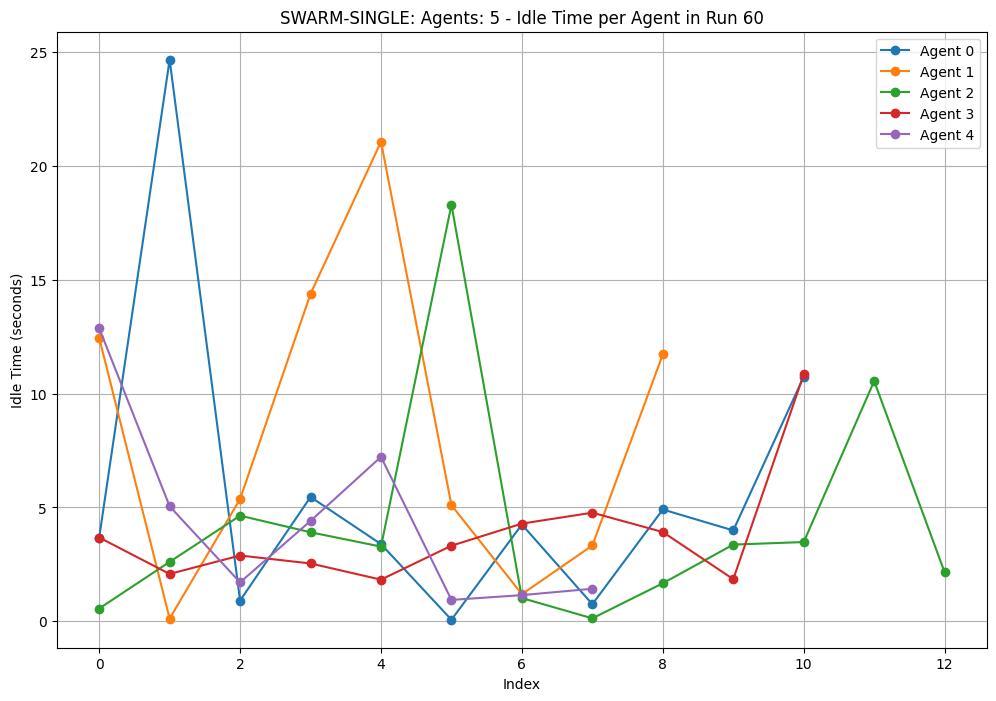 SWARM-SINGLE: Agents: 5 - Idle Time per Agent in Run 60
Agent 0
Agent 1
Agent 2
Agent 3
Agent 4
Idle Time (seconds)
25
20
15
10
5
0
0 2 4 6 8 10 12
Index